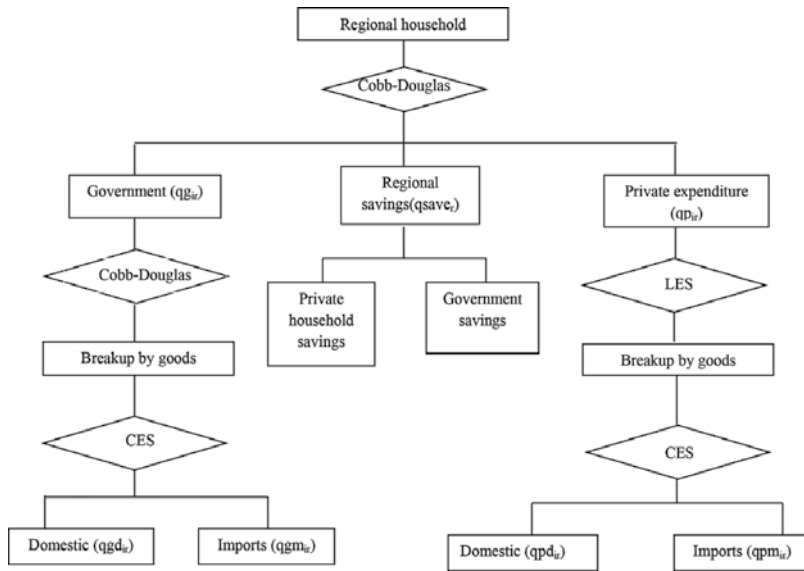 Regional household
Cobb-Douglas
Government (qg_ir)
Regional
savings(qsave_r)
Private expenditure
(qp_ir)
Cobb-Douglas
Private
household
savings
Government
savings
LES
Breakup by goods
Breakup by goods
CES
CES
Domestic (qgd_ir)
Imports (qgm_ir)
Domestic (qpd_ir)
Imports (qpm_ir)